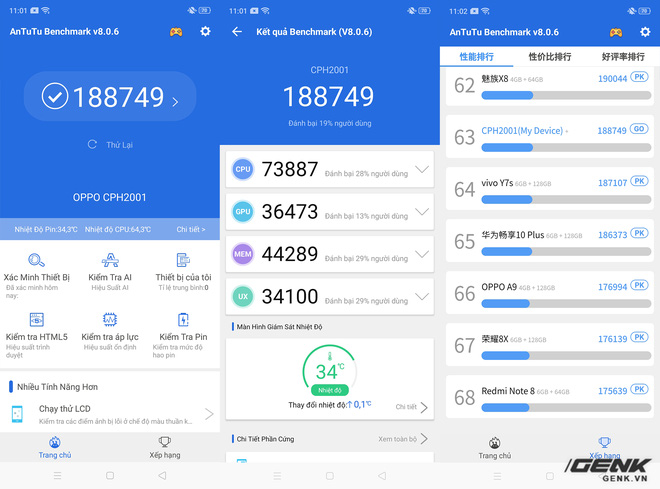 11:01
70
AnTuTu Benchmark v8.0.6
188749
Thử Lại
OPPO CPH2001
Nhiệt Độ Pin:34,3℃ Nhiệt độ CPU:64,3℃ Chi tiết >
Xác Minh Thiết Bị
Đã xác minh hôm nay:
Kiểm Tra AI
Hiệu Suất AI
Thiết bị của tôi
Tỉ lệ trung bình:0
Kiểm tra HTML5
Hiệu suất trình duyệt
Kiểm tra áp lực
Hiệu suất ổn định
Kiểm Tra Pin
Kiểm tra mức độ hao pin
Nhiều Tính Năng Hơn
Chạy thử LCD
Kiểm tra các điểm ảnh bị lỗi ở chế độ màu thuần k...
Trang chủ
Xếp hạng
11:01
70
Kết quả Benchmark (V8.0.6)
CPH2001
188749
Đánh bại 19% người dùng
CPU 73887 Đánh bại 28% người dùng
GPU 36473 Đánh bại 13% người dùng
MEM 44289 Đánh bại 29% người dùng
UX 34100 Đánh bại 29% người dùng
Màn Hình Giám Sát Nhiệt Độ
34℃
Nhiệt độ
Thay đổi nhiệt độ:↑ 0,1℃
Chi tiết
Chi Tiết Phần Cứng
Xem toàn bộ
11:02
70
AnTuTu Benchmark v8.0.6
性能排行 性价比排行 好评率排行
62 魅族X8 4GB + 64GB 190044 PK
63 CPH2001(My Device) - 188749 GO
64 vivo Y7s 6GB + 128GB 187107 PK
65 华为畅享10 Plus 6GB + 128GB 186373 PK
66 OPPO A9 4GB + 128GB 176994 PK
67 荣耀8X 6GB + 128GB 176139 PK
68 Redmi Note 8 6GB + 64GB 175639 PK
Trang chủ
Xếp hạng
GENK
GENK.VN